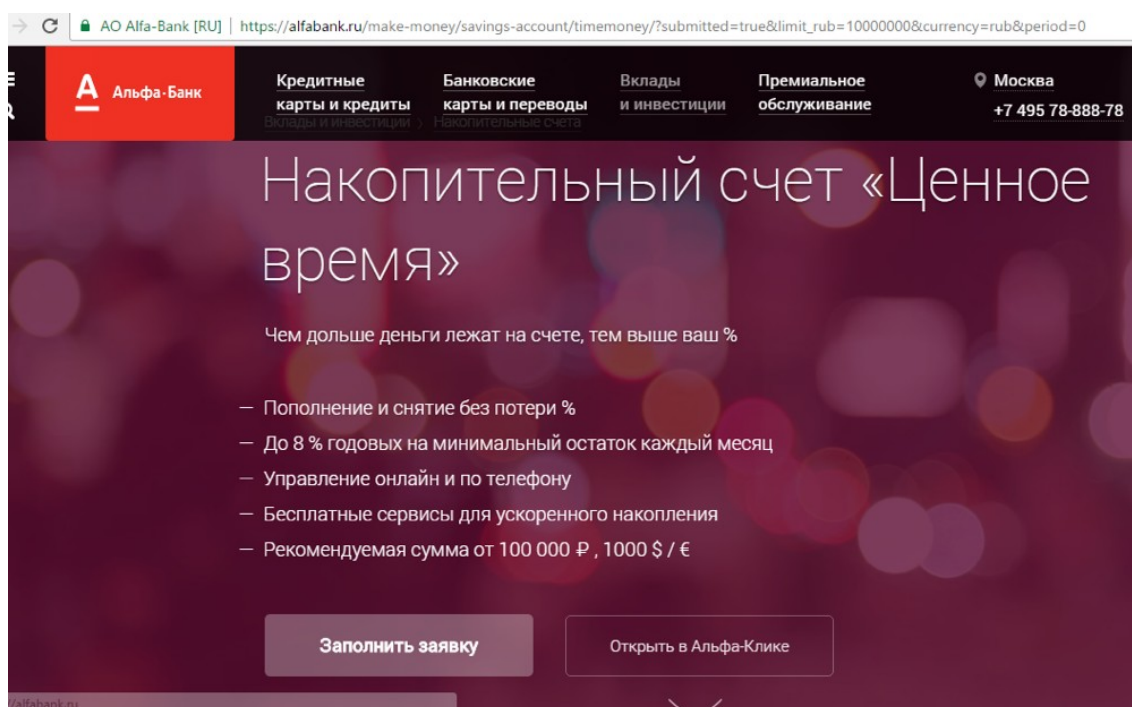 АО Alfa-Bank [RU] | https://alfabank.ru/make-money/savings-account/timemoney/?submitted=true&limit_rub=10000000&currency=rub&period=0
Альфа·Банк
Кредитные
карты и кредиты
Банковские
карты и переводы
Вклады
и инвестиции
Премиальное
обслуживание
Москва
+7 495 78-888-78
Вклады и инвестиции > Накопительные счета
Накопительный счет «Ценное
время»
Чем дольше деньги лежат на счете, тем выше ваш %
— Пополнение и снятие без потери %
— До 8 % годовых на минимальный остаток каждый месяц
— Управление онлайн и по телефону
— Бесплатные сервисы для ускоренного накопления
— Рекомендуемая сумма от 100 000 ₽ , 1000 $ / €
Заполнить заявку
Открыть в Альфа-Клике
//alfabank.ru